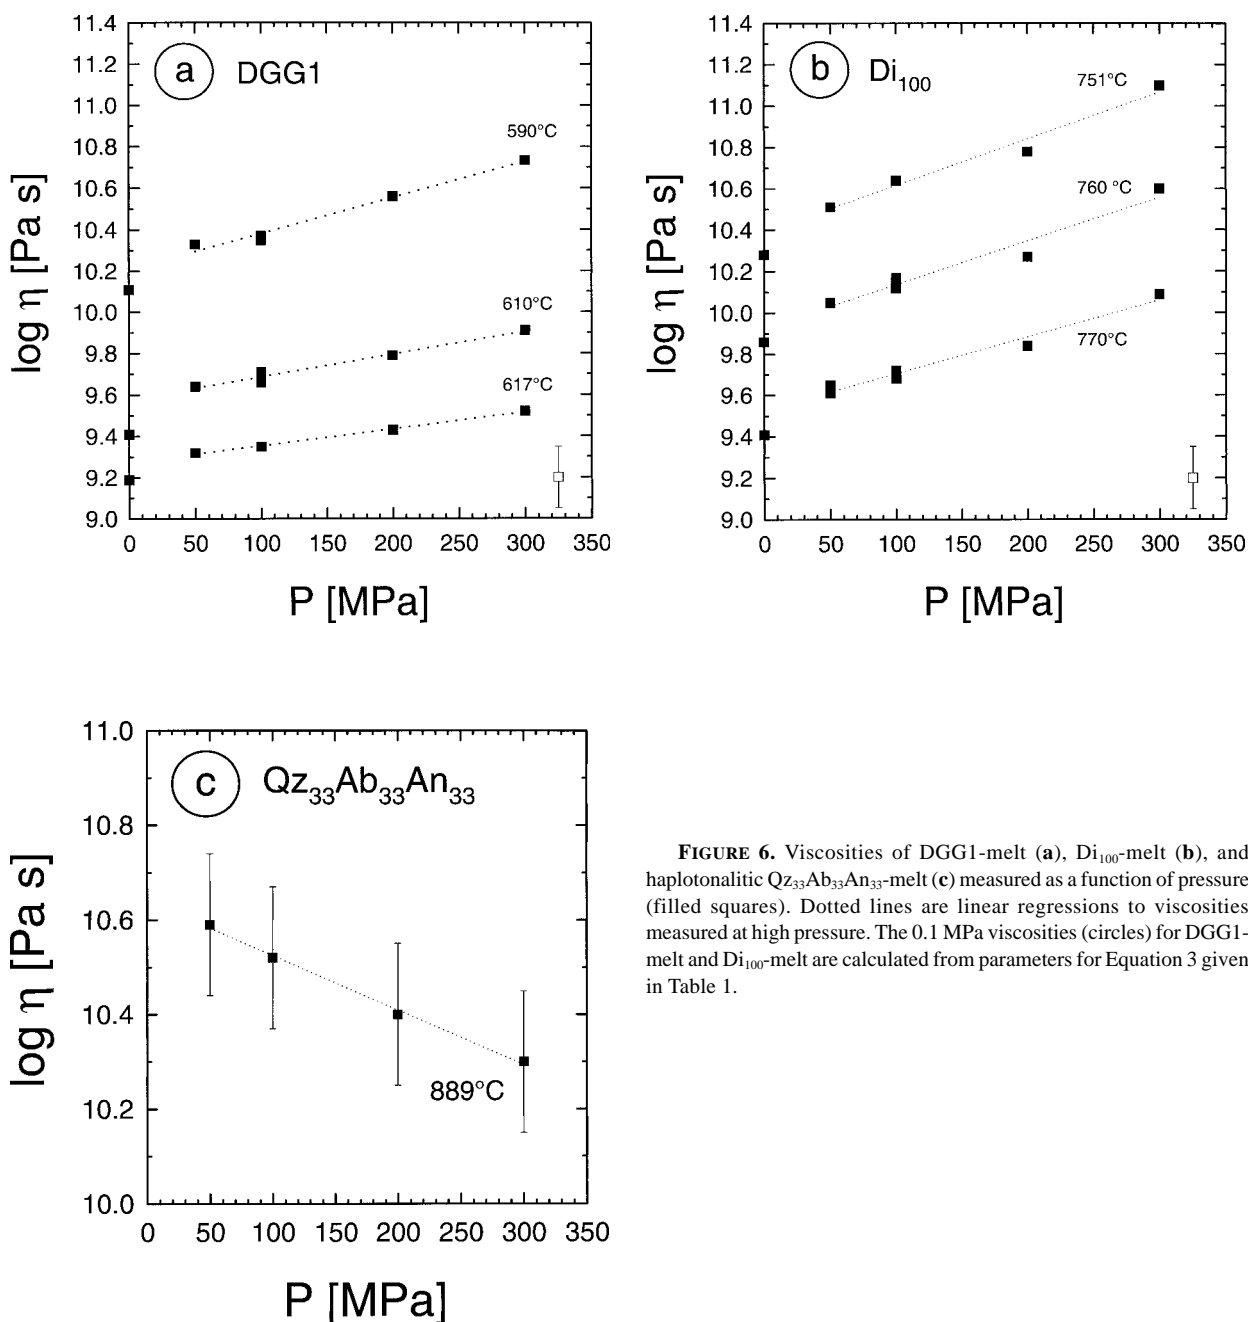 a DGG1
11.4
11.2
11.0
10.8
10.6
10.4
10.2
10.0
9.8
9.6
9.4
9.2
9.0
log η [Pa s]
590°C
610°C
617°C
0 50 100 150 200 250 300 350
P [MPa]
b Di100
11.4
11.2
11.0
10.8
10.6
10.4
10.2
10.0
9.8
9.6
9.4
9.2
9.0
log η [Pa s]
751°C
760 °C
770°C
0 50 100 150 200 250 300 350
P [MPa]
c Qz33Ab33An33
11.0
10.8
10.6
10.4
10.2
10.0
log η [Pa s]
889°C
0 50 100 150 200 250 300 350
P [MPa]
FIGURE 6. Viscosities of DGG1-melt (a), Di100-melt (b), and
haplotonalitic Qz33Ab33An33-melt (c) measured as a function of pressure
(filled squares). Dotted lines are linear regressions to viscosities
measured at high pressure. The 0.1 MPa viscosities (circles) for DGG1-
melt and Di100-melt are calculated from parameters for Equation 3 given
in Table 1.